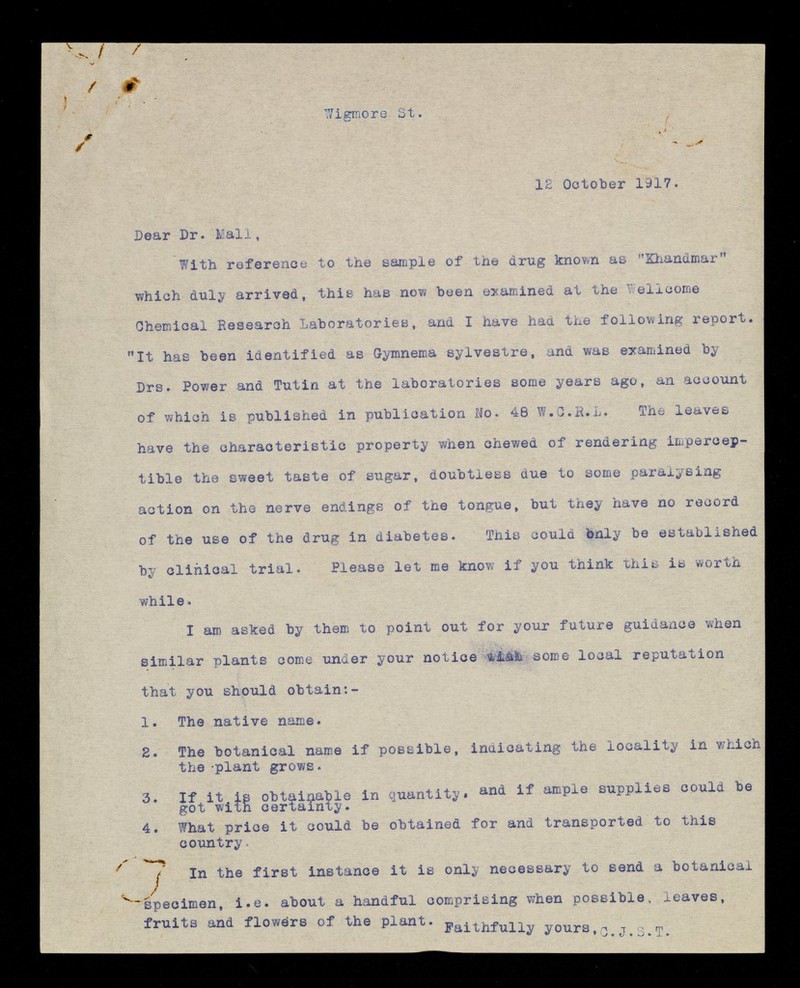 Wigmore St.
12 October 1917.
Dear Dr. Mall,
With reference to the sample of the drug known as "Khandmar"
which duly arrived, this has now been examined at the Wellcome
Chemical Research Laboratories, and I have had the following report.
"It has been identified as Gymnema sylvestre, and was examined by
Drs. Power and Tutin at the laboratories some years ago, an account
of which is published in publication No. 48 W.C.R.L. The leaves
have the characteristic property when chewed of rendering impercep-
tible the sweet taste of sugar, doubtless due to some paralysing
action on the nerve endings of the tongue, but they have no record
of the use of the drug in diabetes. This could only be established
by clinical trial. Please let me know if you think this is worth
while.
I am asked by them to point out for your future guidance when
similar plants come under your notice with some local reputation
that you should obtain:-
1. The native name.
2. The botanical name if possible, indicating the locality in which
the plant grows.
3. If it is obtainable in quantity, and if ample supplies could be
got with certainty.
4. What price it could be obtained for and transported to this
country.
In the first instance it is only necessary to send a botanical
specimen, i.e. about a handful comprising when possible, leaves,
fruits and flowers of the plant. Faithfully yours, C.J.S.T.